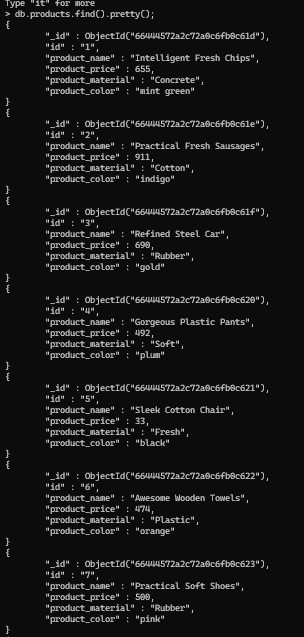 Type "it" for more
> db.products.find().pretty();
{
"_id" : ObjectId("66444572a2c72a0c6fb0c61d"),
"id" : "1",
"product_name" : "Intelligent Fresh Chips",
"product_price" : 655,
"product_material" : "Concrete",
"product_color" : "mint green"
}
{
"_id" : ObjectId("66444572a2c72a0c6fb0c61e"),
"id" : "2",
"product_name" : "Practical Fresh Sausages",
"product_price" : 911,
"product_material" : "Cotton",
"product_color" : "indigo"
}
{
"_id" : ObjectId("66444572a2c72a0c6fb0c61f"),
"id" : "3",
"product_name" : "Refined Steel Car",
"product_price" : 690,
"product_material" : "Rubber",
"product_color" : "gold"
}
{
"_id" : ObjectId("66444572a2c72a0c6fb0c620"),
"id" : "4",
"product_name" : "Gorgeous Plastic Pants",
"product_price" : 492,
"product_material" : "Soft",
"product_color" : "plum"
}
{
"_id" : ObjectId("66444572a2c72a0c6fb0c621"),
"id" : "5",
"product_name" : "Sleek Cotton Chair",
"product_price" : 33,
"product_material" : "Fresh",
"product_color" : "black"
}
{
"_id" : ObjectId("66444572a2c72a0c6fb0c622"),
"id" : "6",
"product_name" : "Awesome Wooden Towels",
"product_price" : 474,
"product_material" : "Plastic",
"product_color" : "orange"
}
{
"_id" : ObjectId("66444572a2c72a0c6fb0c623"),
"id" : "7",
"product_name" : "Practical Soft Shoes",
"product_price" : 500,
"product_material" : "Rubber",
"product_color" : "pink"
}